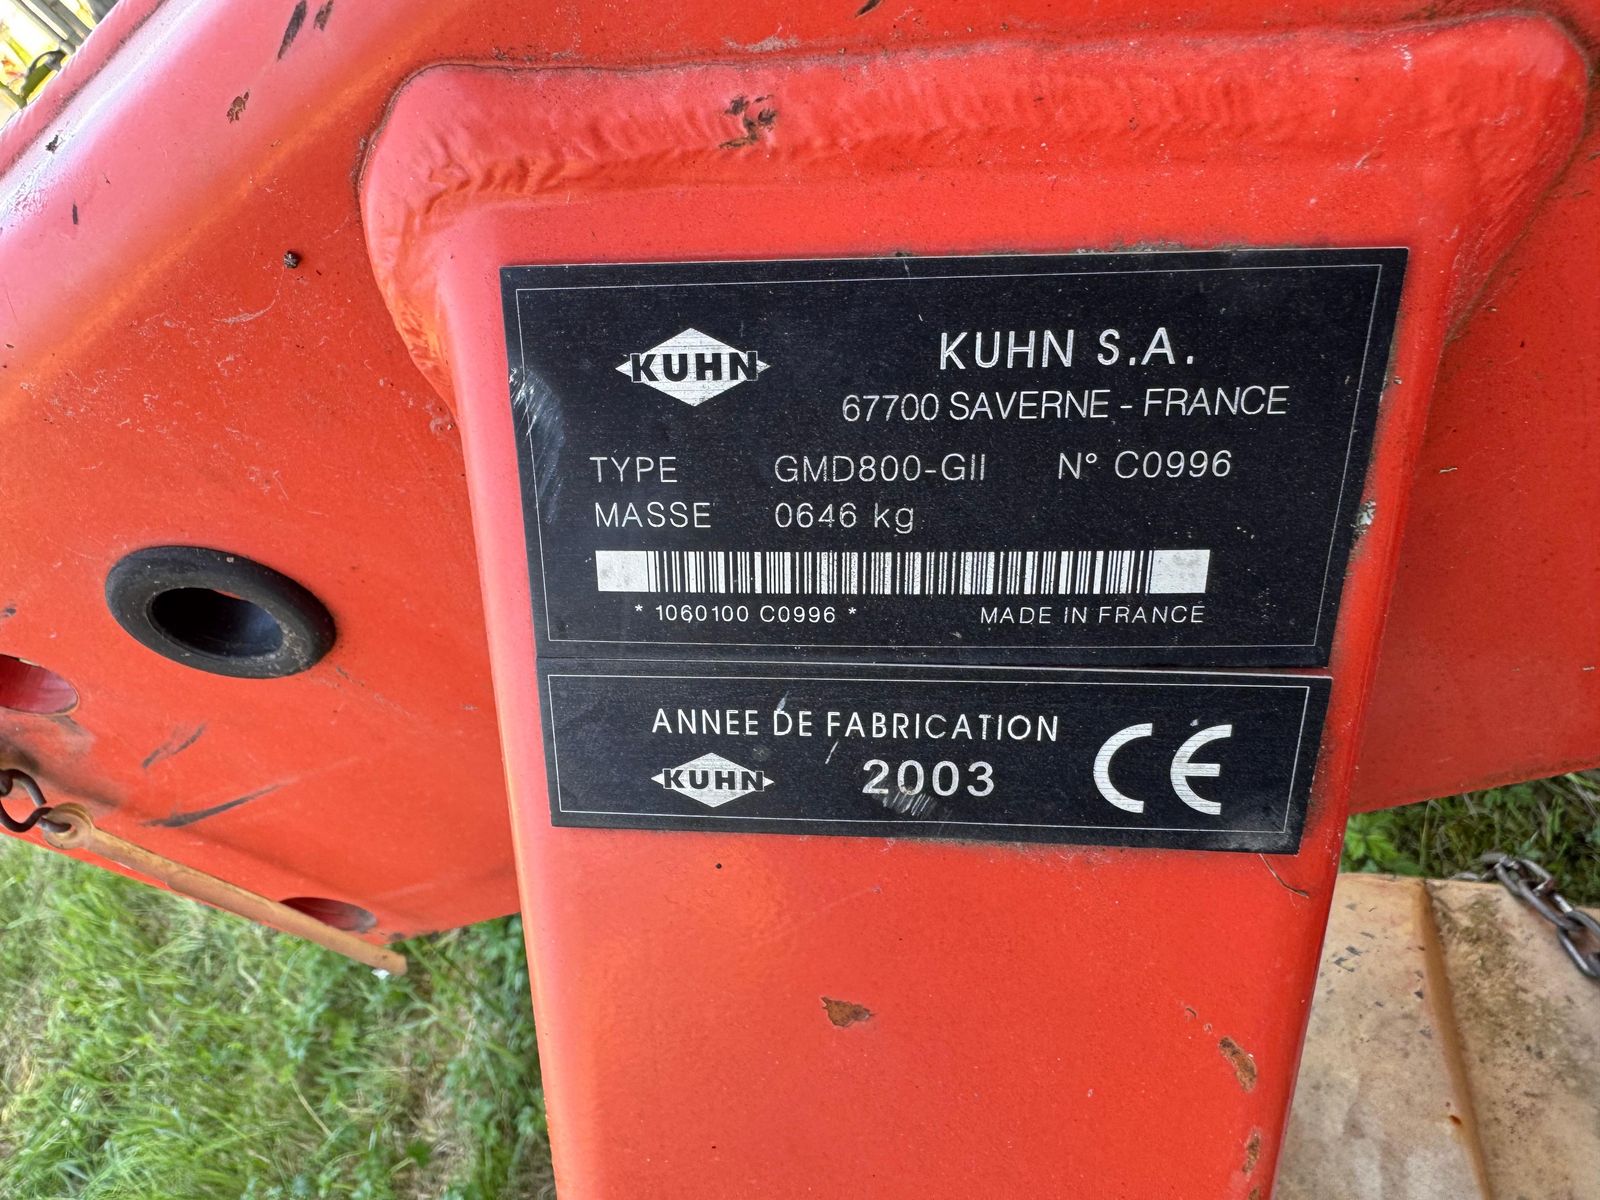 KUHN
KUHN S.A.
67700 SAVERNE - FRANCE
TYPE GMD800-GII N° C0996
MASSE 0646 kg
* 1060100 C0996 * MADE IN FRANCE
ANNEE DE FABRICATION
KUHN 2003 CE